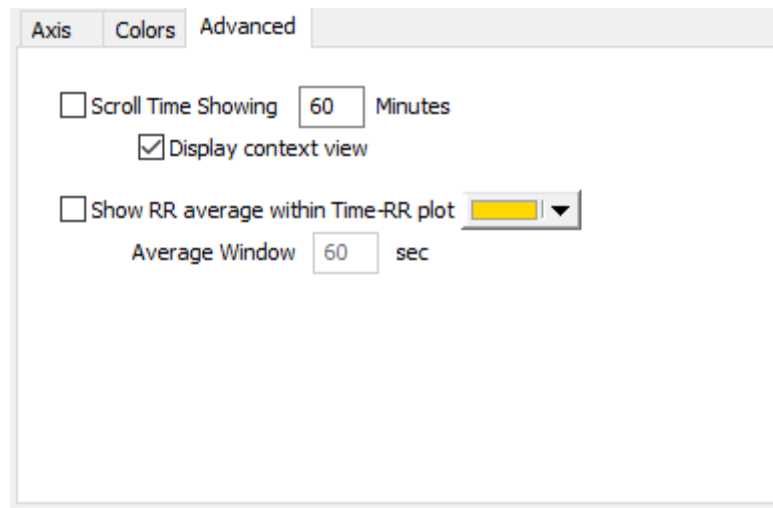 Axis Colors Advanced
Scroll Time Showing 60 Minutes
Display context view
Show RR average within Time-RR plot
Average Window 60 sec